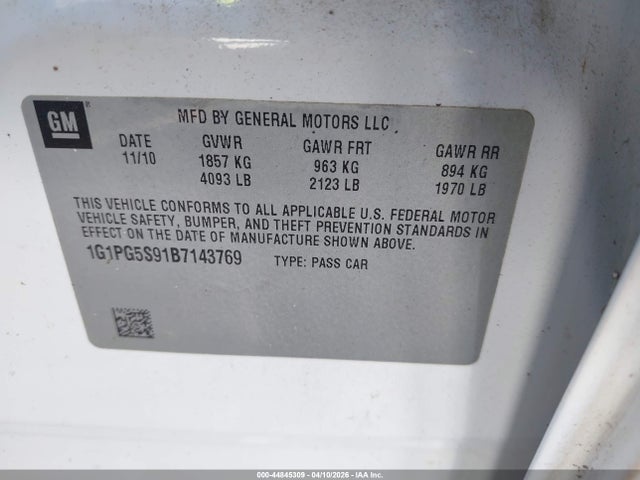 GM
MFD BY GENERAL MOTORS LLC
DATE GVWR GAWR FRT GAWR RR
11/10 1857 KG 963 KG 894 KG
4093 LB 2123 LB 1970 LB
THIS VEHICLE CONFORMS TO ALL APPLICABLE U.S. FEDERAL MOTOR
VEHICLE SAFETY, BUMPER, AND THEFT PREVENTION STANDARDS IN
EFFECT ON THE DATE OF MANUFACTURE SHOWN ABOVE.
1G1PG5S91B7143769 TYPE: PASS CAR
000-44845309 - 04/10/2026 - IAA, Inc.